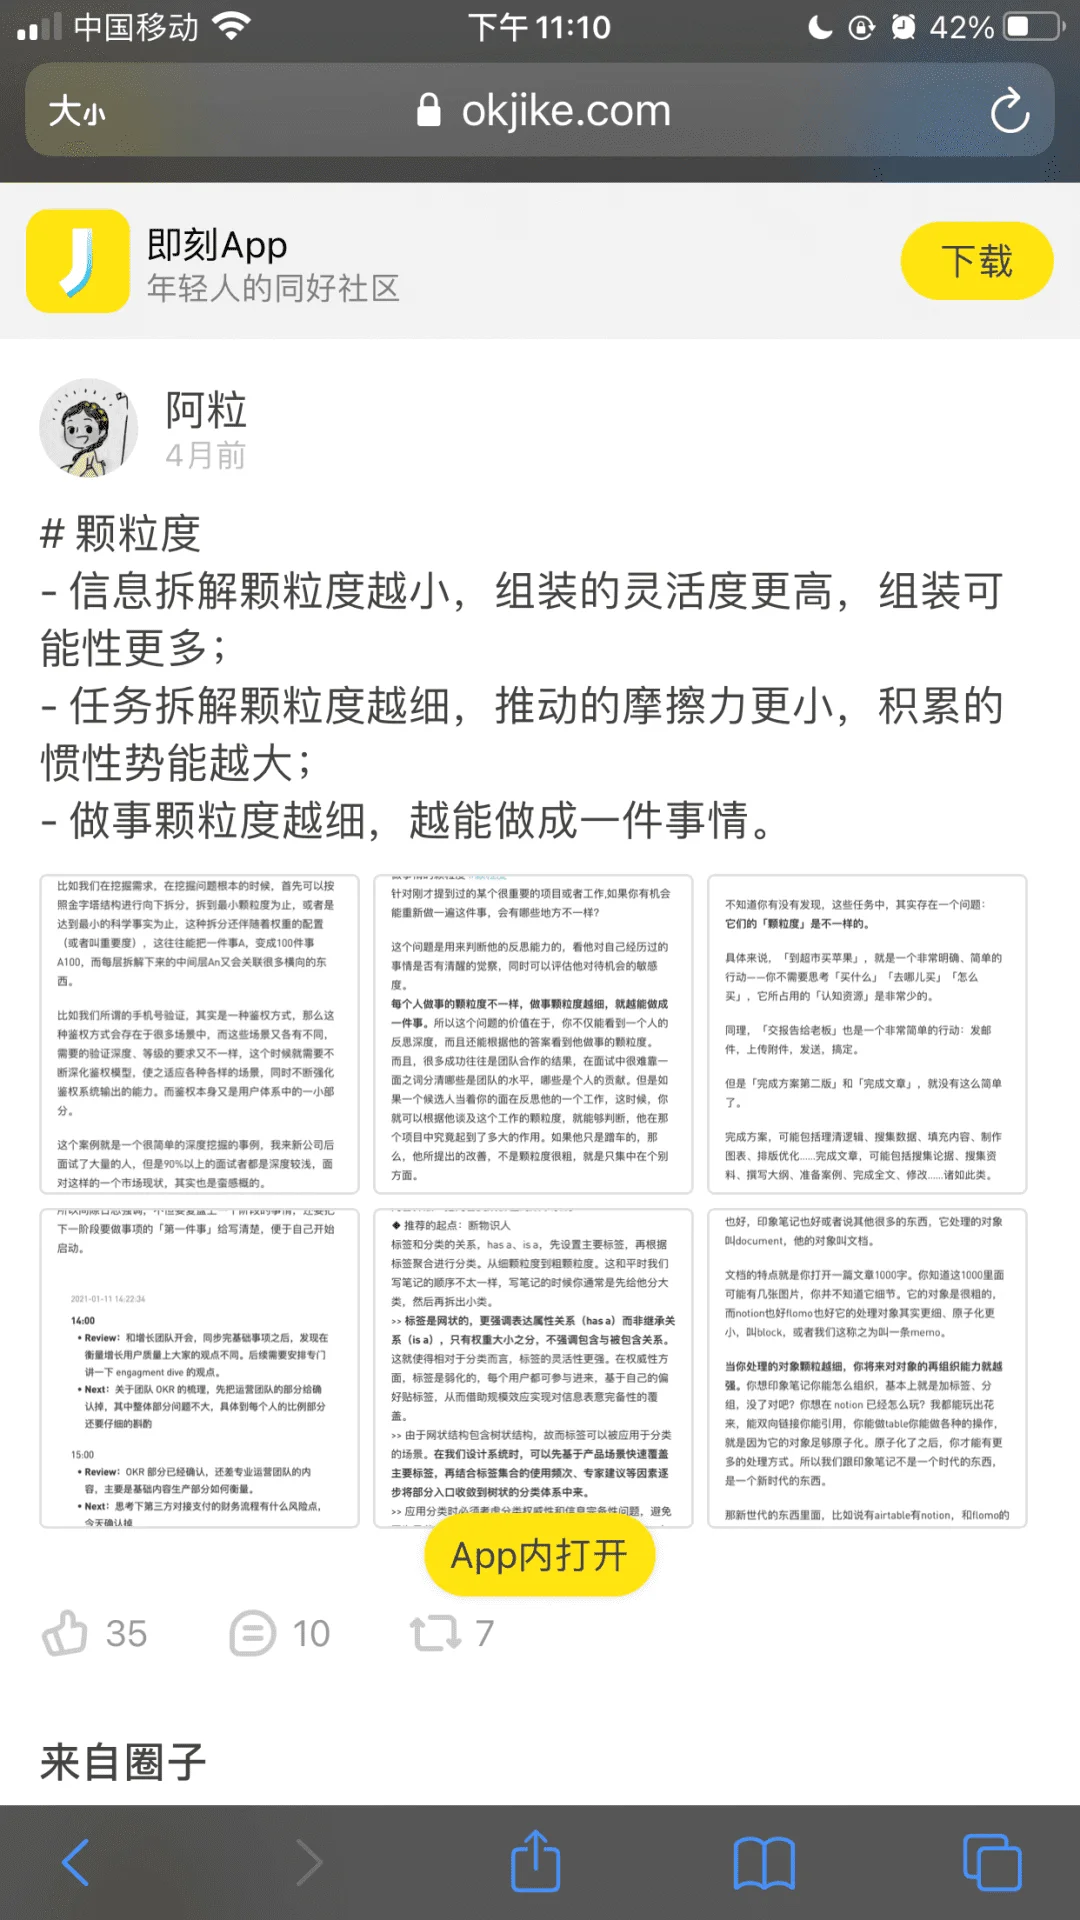 中国移动 下午11:10 42%
大小 okjike.com
即刻App
年轻人的同好社区
下载
阿粒
4月前
# 颗粒度
- 信息拆解颗粒度越小，组装的灵活度更高，组装可
能性更多；
- 任务拆解颗粒度越细，推动的摩擦力更小，积累的
惯性势能越大；
- 做事颗粒度越细，越能做成一件事情。
比如我们在挖掘需求，在挖掘问题根本的时候，首先可以按
照金字塔结构进行向下拆分，拆到最小颗粒度为止，或者是
达到最小的科学事实为止，这种拆分还伴随着权重的配置
（或者叫重要度），这往往能把一件事A，变成100件事
A100，而每层拆解下来的中间层An又会关联很多横向的东
西。
比如我们所谓的手机号验证，其实是一种鉴权方式，那么这
种鉴权方式会存在于很多场景中，而这些场景又各有不同，
需要的验证深度、等级的要求又不一样，这个时候就需要不
断深化鉴权模型，使之适应各种各样的场景，同时不断强化
鉴权系统输出的能力。而鉴权本身又是用户体系中的一小部
分。
这个案例就是一个很简单的深度挖掘的事例，我来新公司后
面试了大量的人，但是90%以上的面试者都是深度较浅，面
对这样的一个市场现状，其实也是蛮感概的。
针对刚才提到过的某个很重要的项目或者工作,如果你有机会
能重新做一遍这件事，会有哪些地方不一样？
这个问题是用来判断他的反思能力的，看他对自己经历过的
事情是否有清醒的觉察，同时可以评估他对待机会的敏感
度。
每个人做事的颗粒度不一样，做事颗粒度越细，就越能做成
一件事。所以这个问题的价值在于，你不仅能看到一个人的
反思深度，而且还能根据他的答案看到他做事的颗粒度。
而且，很多成功往往是团队合作的结果，在面试中很难靠一
面之词分清哪些是团队的水平，哪些是个人的贡献。但是如
果一个候选人当着你的面在反思他的一个工作，这时候，你
就可以根据他谈及这个工作的颗粒度，就能够判断，他在那
个项目中究竟起到了多大的作用。如果他只是蹭车的，那
么，他所提出的改善，不是颗粒度很粗，就是只集中在个别
方面。
不知道你有没有发现，这些任务中，其实存在一个问题：
它们的「颗粒度」是不一样的。
具体来说，「到超市买苹果」，就是一个非常明确、简单的
行动——你不需要思考「买什么」「去哪儿买」「怎么
买」，它所占用的「认知资源」是非常少的。
同理，「交报告给老板」也是一个非常简单的行动：发邮
件，上传附件，发送，搞定。
但是「完成方案第二版」和「完成文章」，就没有这么简单
了。
完成方案，可能包括理清逻辑、搜集数据、填充内容、制作
图表、排版优化……完成文章，可能包括搜集论据、搜集资
料、撰写大纲、准备案例、完成全文、修改……诸如此类。
下一阶段要做事项的「第一件事」给写清楚，便于自己开始
启动。
2021-01-11 14:22:34
14:00
• Review：和增长团队开会，同步完基础事项之后，发现在
衡量增长用户质量上大家的观点不同。后续需要安排专门
讲一下 engagment dive 的观点。
• Next：关于团队 OKR 的梳理，先把运营团队的部分给确
认掉，其中整体部分问题不大，具体到每个人的比例部分
还要仔细的斟酌
15:00
• Review：OKR 部分已经确认，还差专业运营团队的内
容，主要是基础内容生产部分如何衡量。
• Next：思考下第三方对接支付的财务流程有什么风险点，
今天确认掉
◆ 推荐的起点：断物识人
标签和分类的关系，has a、is a，先设置主要标签，再根据
标签聚合进行分类。从细颗粒度到粗颗粒度。这和平时我们
写笔记的顺序不太一样，写笔记的时候你通常是先给他分大
类，然后再拆出小类。
>> 标签是网状的，更强调表达属性关系（has a）而非继承关
系（is a），只有权重大小之分，不强调包含与被包含关系。
这就使得相对于分类而言，标签的灵活性更强。在权威性方
面，标签是弱化的，每个用户都可参与进来，基于自己的偏
好贴标签，从而借助规模效应实现对信息表意完备性的覆
盖。
>> 由于网状结构包含树状结构，故而标签可以被应用于分类
的场景。在我们设计系统时，可以先基于产品场景快速覆盖
主要标签，再结合标签集合的使用频次、专家建议等因素逐
步将部分入口收敛到树状的分类体系中来。
>> 应用分类时必须考虑分类权威性和信息完备性问题，避免
也好，印象笔记也好或者说其他很多的东西，它处理的对象
叫document，他的对象叫文档。
文档的特点就是你打开一篇文章1000字。你知道这1000里面
可能有几张图片，你并不知道它细节。它的对象是很粗的，
而notion也好flomo也好它的处理对象其实更细、原子化更
小，叫block，或者我们这称之为叫一条memo。
当你处理的对象颗粒越细，你将来对对象的再组织能力就越
强。你想印象笔记你能怎么组织，基本上就是加标签、分
组，没了对吧？你想在 notion 已经怎么玩？我都能玩出花
来，能双向链接你能引用，你能做table你能做各种的操作，
就是因为它的对象足够原子化。原子化了之后，你才能有更
多的处理方式。所以我们跟印象笔记不是一个时代的东西，
是一个新时代的东西。
那新世代的东西里面，比如说有airtable有notion，和flomo的
App内打开
35 10 7
来自圈子